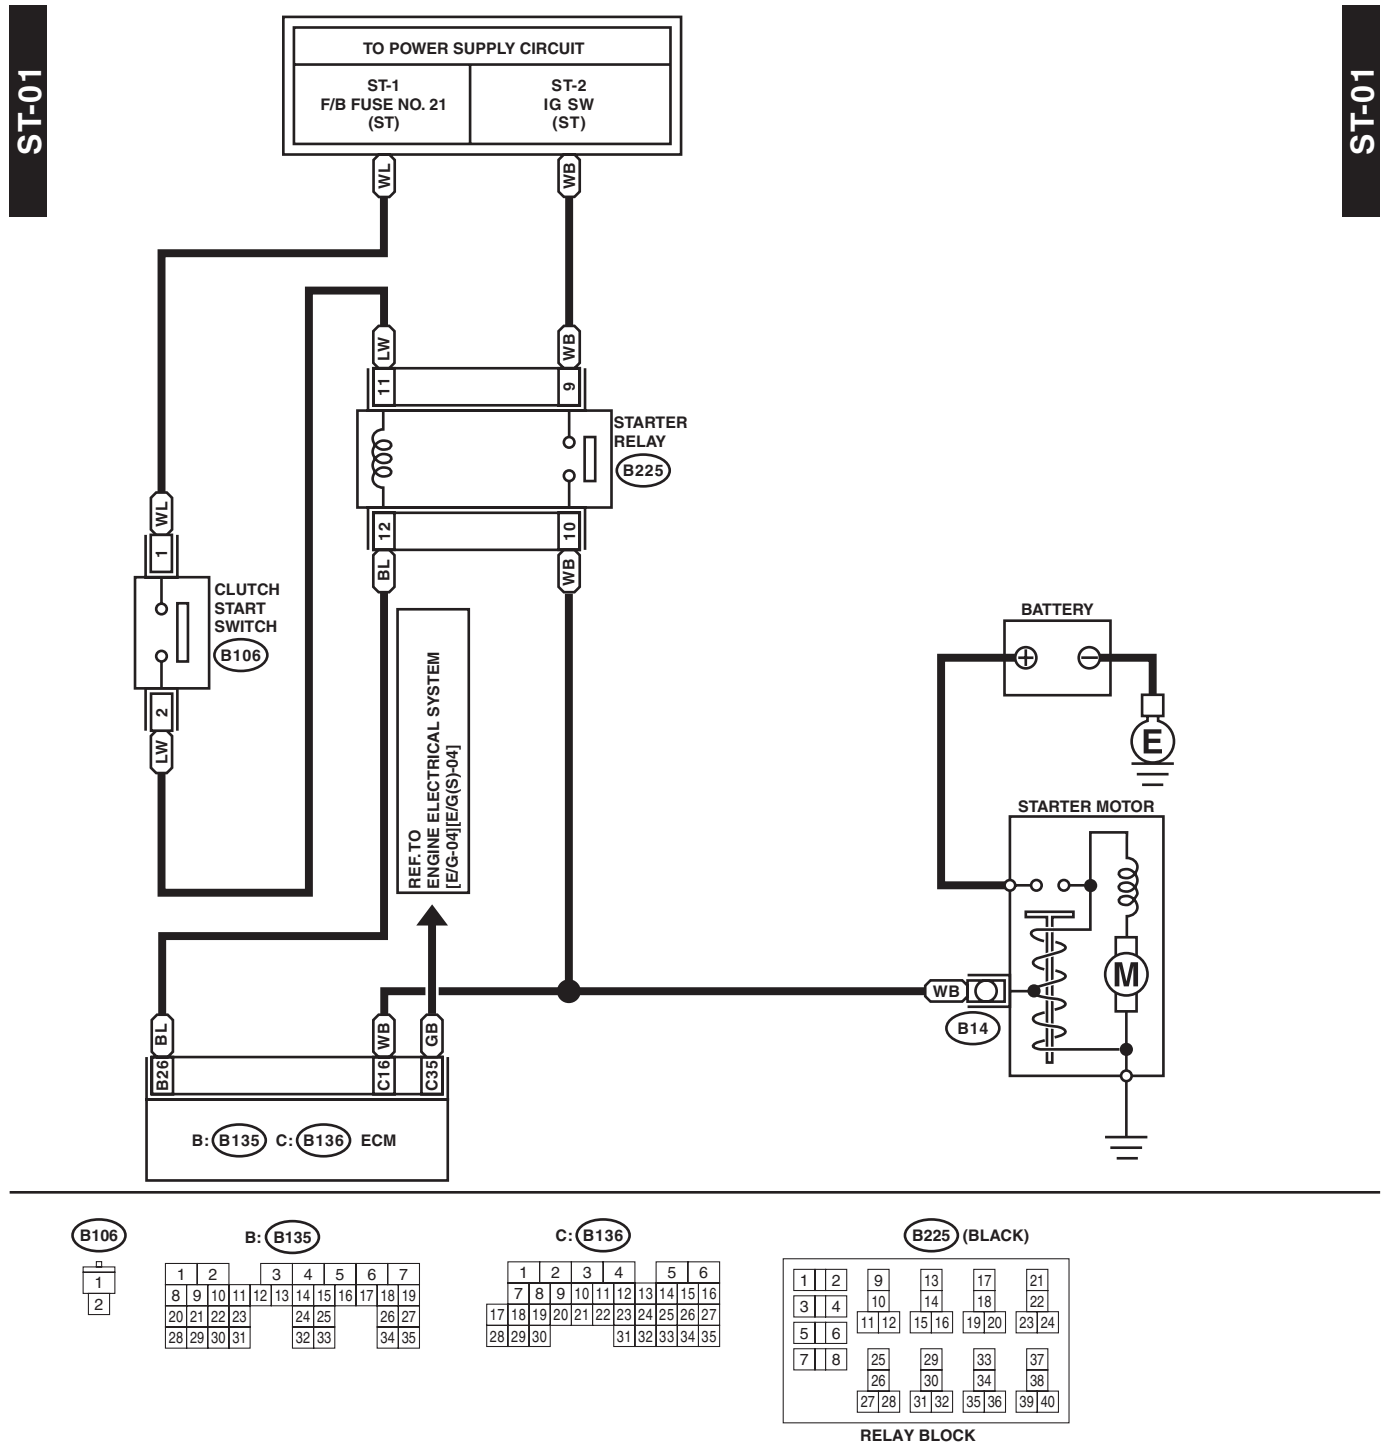 ST-01
ST-01
TO POWER SUPPLY CIRCUIT
ST-1
F/B FUSE NO. 21
(ST)
ST-2
IG SW
(ST)
WL
WB
LW
WB
11
9
STARTER
RELAY
B225
12
10
BL
WB
WL
1
CLUTCH
START
SWITCH
B106
2
LW
REF. TO
ENGINE ELECTRICAL SYSTEM
[E/G-04][E/G(S)-04]
BATTERY
+
−
E
STARTER MOTOR
M
WB
B14
BL
WB
GB
B26
C16
C35
B: B135 C: B136 ECM
B106
1
2
B: B135
1 2 3 4 5 6 7
8 9 10 11 12 13 14 15 16 17 18 19
20 21 22 23 24 25 26 27
28 29 30 31 32 33 34 35
C: B136
1 2 3 4 5 6
7 8 9 10 11 12 13 14 15 16
17 18 19 20 21 22 23 24 25 26 27
28 29 30 31 32 33 34 35
B225 (BLACK)
1 2 9 13 17 21
3 4 10 14 18 22
5 6 11 12 15 16 19 20 23 24
7 8 25 29 33 37
26 30 34 38
27 28 31 32 35 36 39 40
RELAY BLOCK